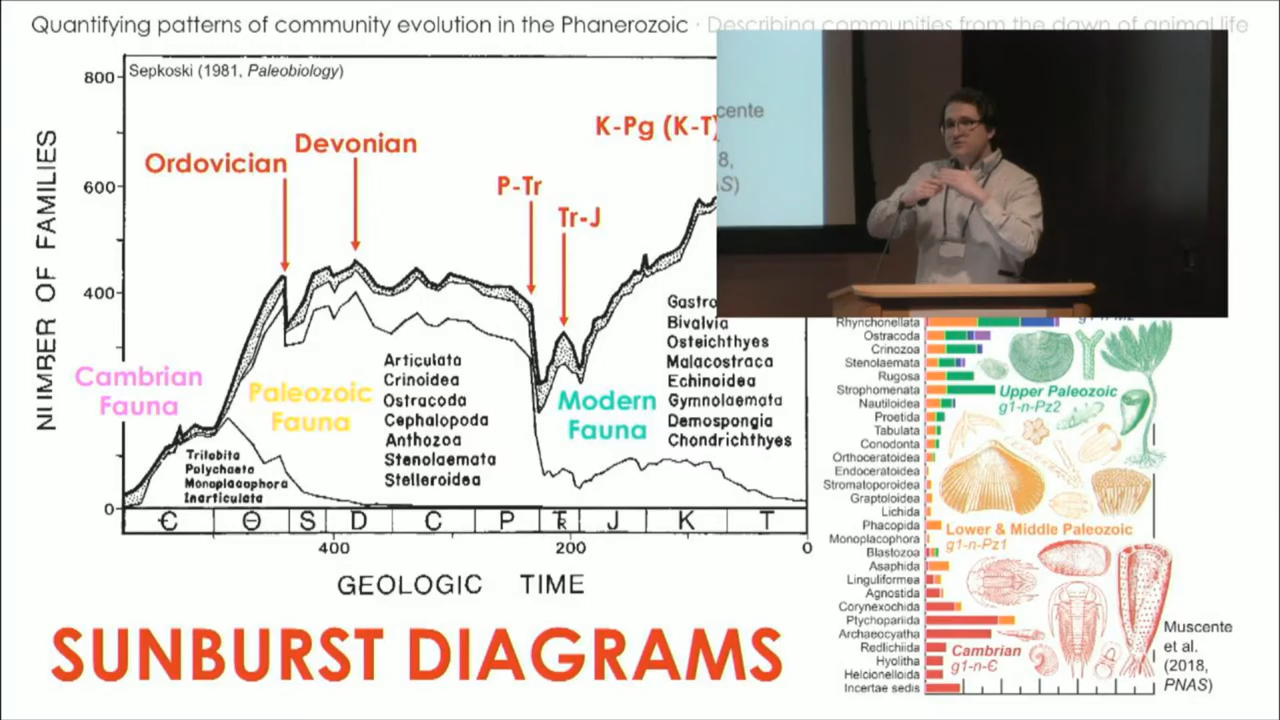 Quantifying patterns of community evolution in the Phanerozoic · Describing communities from the dawn of animal life
Sepkoski (1981, Paleobiology)
NUMBER OF FAMILIES
800
600
400
0
Ordovician
Devonian
P-Tr
Tr-J
K-Pg (K-T)
Cambrian
Fauna
Paleozoic
Fauna
Modern
Fauna
Trilobita
Polychaeta
Monoplacophora
Inarticulata
Articulata
Crinoidea
Ostracoda
Cephalopoda
Anthozoa
Stenolaemata
Stelleroidea
Gastro
Bivalvia
Osteichthyes
Malacostraca
Echinoidea
Gymnolaemata
Demospongia
Chondrichthyes
Є Ɵ S D C P Ƭ J K T
400 200 0
GEOLOGIC TIME
SUNBURST DIAGRAMS
cente
8,
S)
Rhynchonellata
Ostracoda
Crinozoa
Stenolaemata
Rugosa
Strophomenata
Nautiloidea
Proetida
Tabulata
Conodonta
Orthoceratoidea
Endoceratoidea
Stromatoporoidea
Graptoloidea
Lichida
Phacopida
Monoplacophora
Blastozoa
Asaphida
Linguliformea
Agnostida
Corynexochida
Ptychopariida
Archaeocyatha
Redlichiida
Hyolitha
Helcionelloida
Incertae sedis
Upper Paleozoic
g1-n-Pz2
Lower & Middle Paleozoic
g1-n-Pz1
Cambrian
g1-n-Є
Muscente
et al.
(2018,
PNAS)